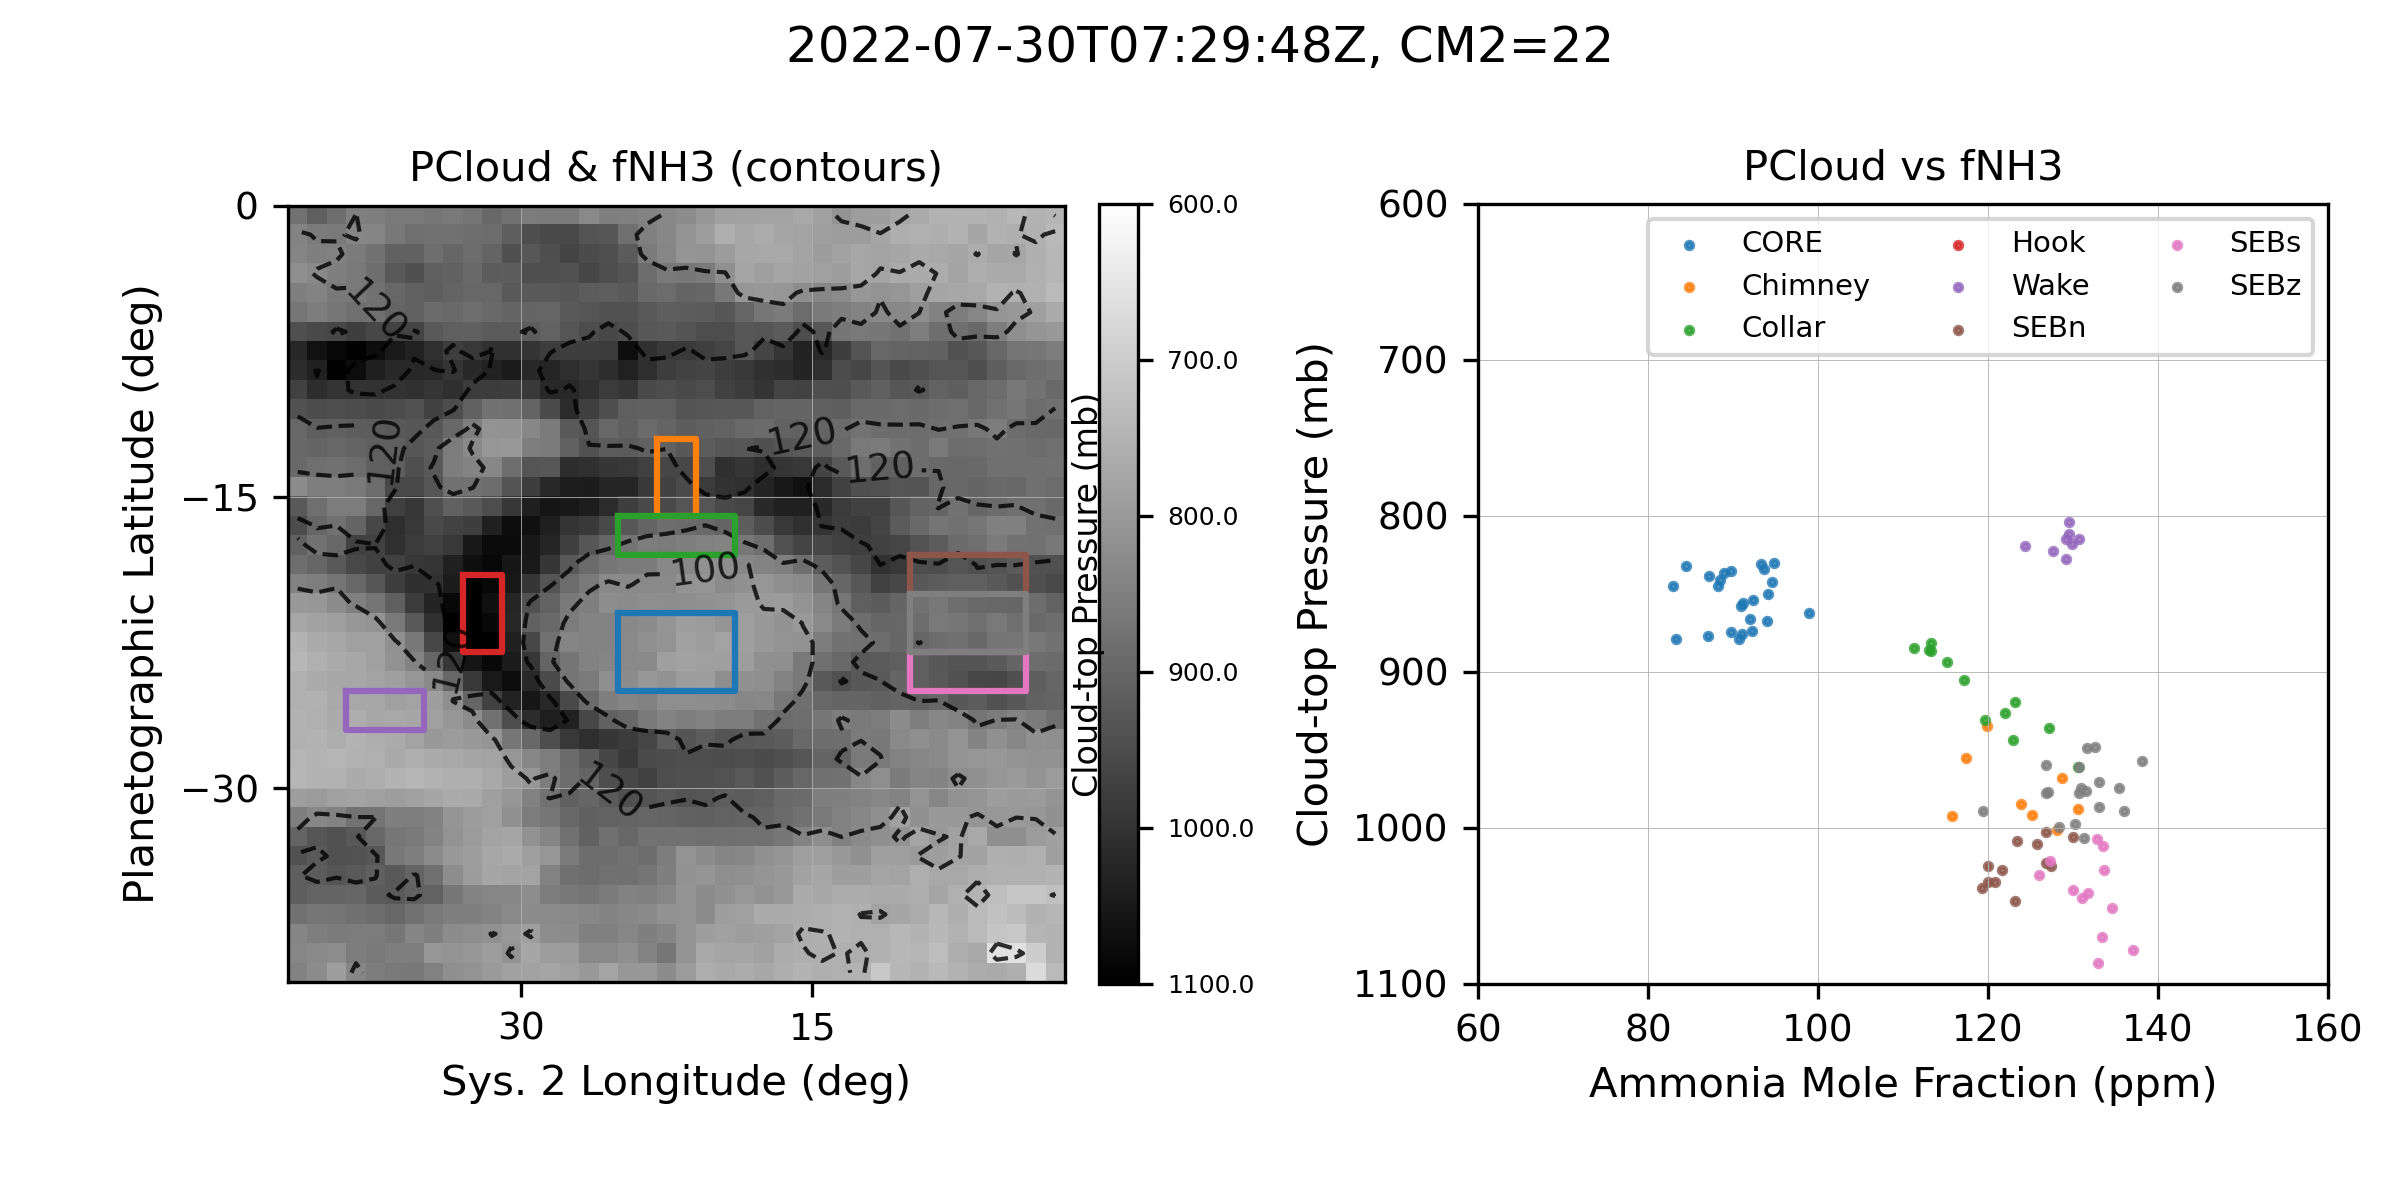 2022-07-30T07:29:48Z, CM2=22
PCloud & fNH3 (contours)
Planetographic Latitude (deg)
0
−15
−30
30
15
Sys. 2 Longitude (deg)
120
120
120
120
100
120
120
Cloud-top Pressure (mb)
600.0
700.0
800.0
900.0
1000.0
1100.0
PCloud vs fNH3
Cloud-top Pressure (mb)
600
700
800
900
1000
1100
CORE
Chimney
Collar
Hook
Wake
SEBn
SEBs
SEBz
60
80
100
120
140
160
Ammonia Mole Fraction (ppm)